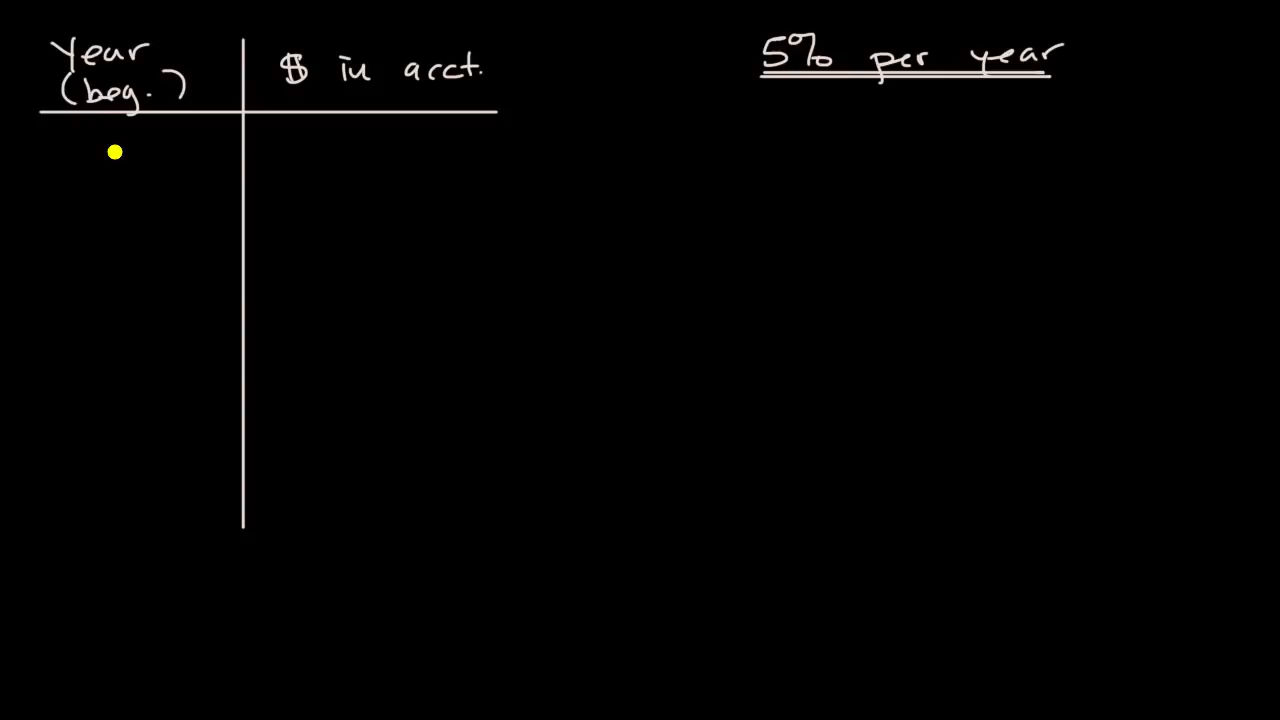 Year
(beg.)
$ in acct.
5% per year